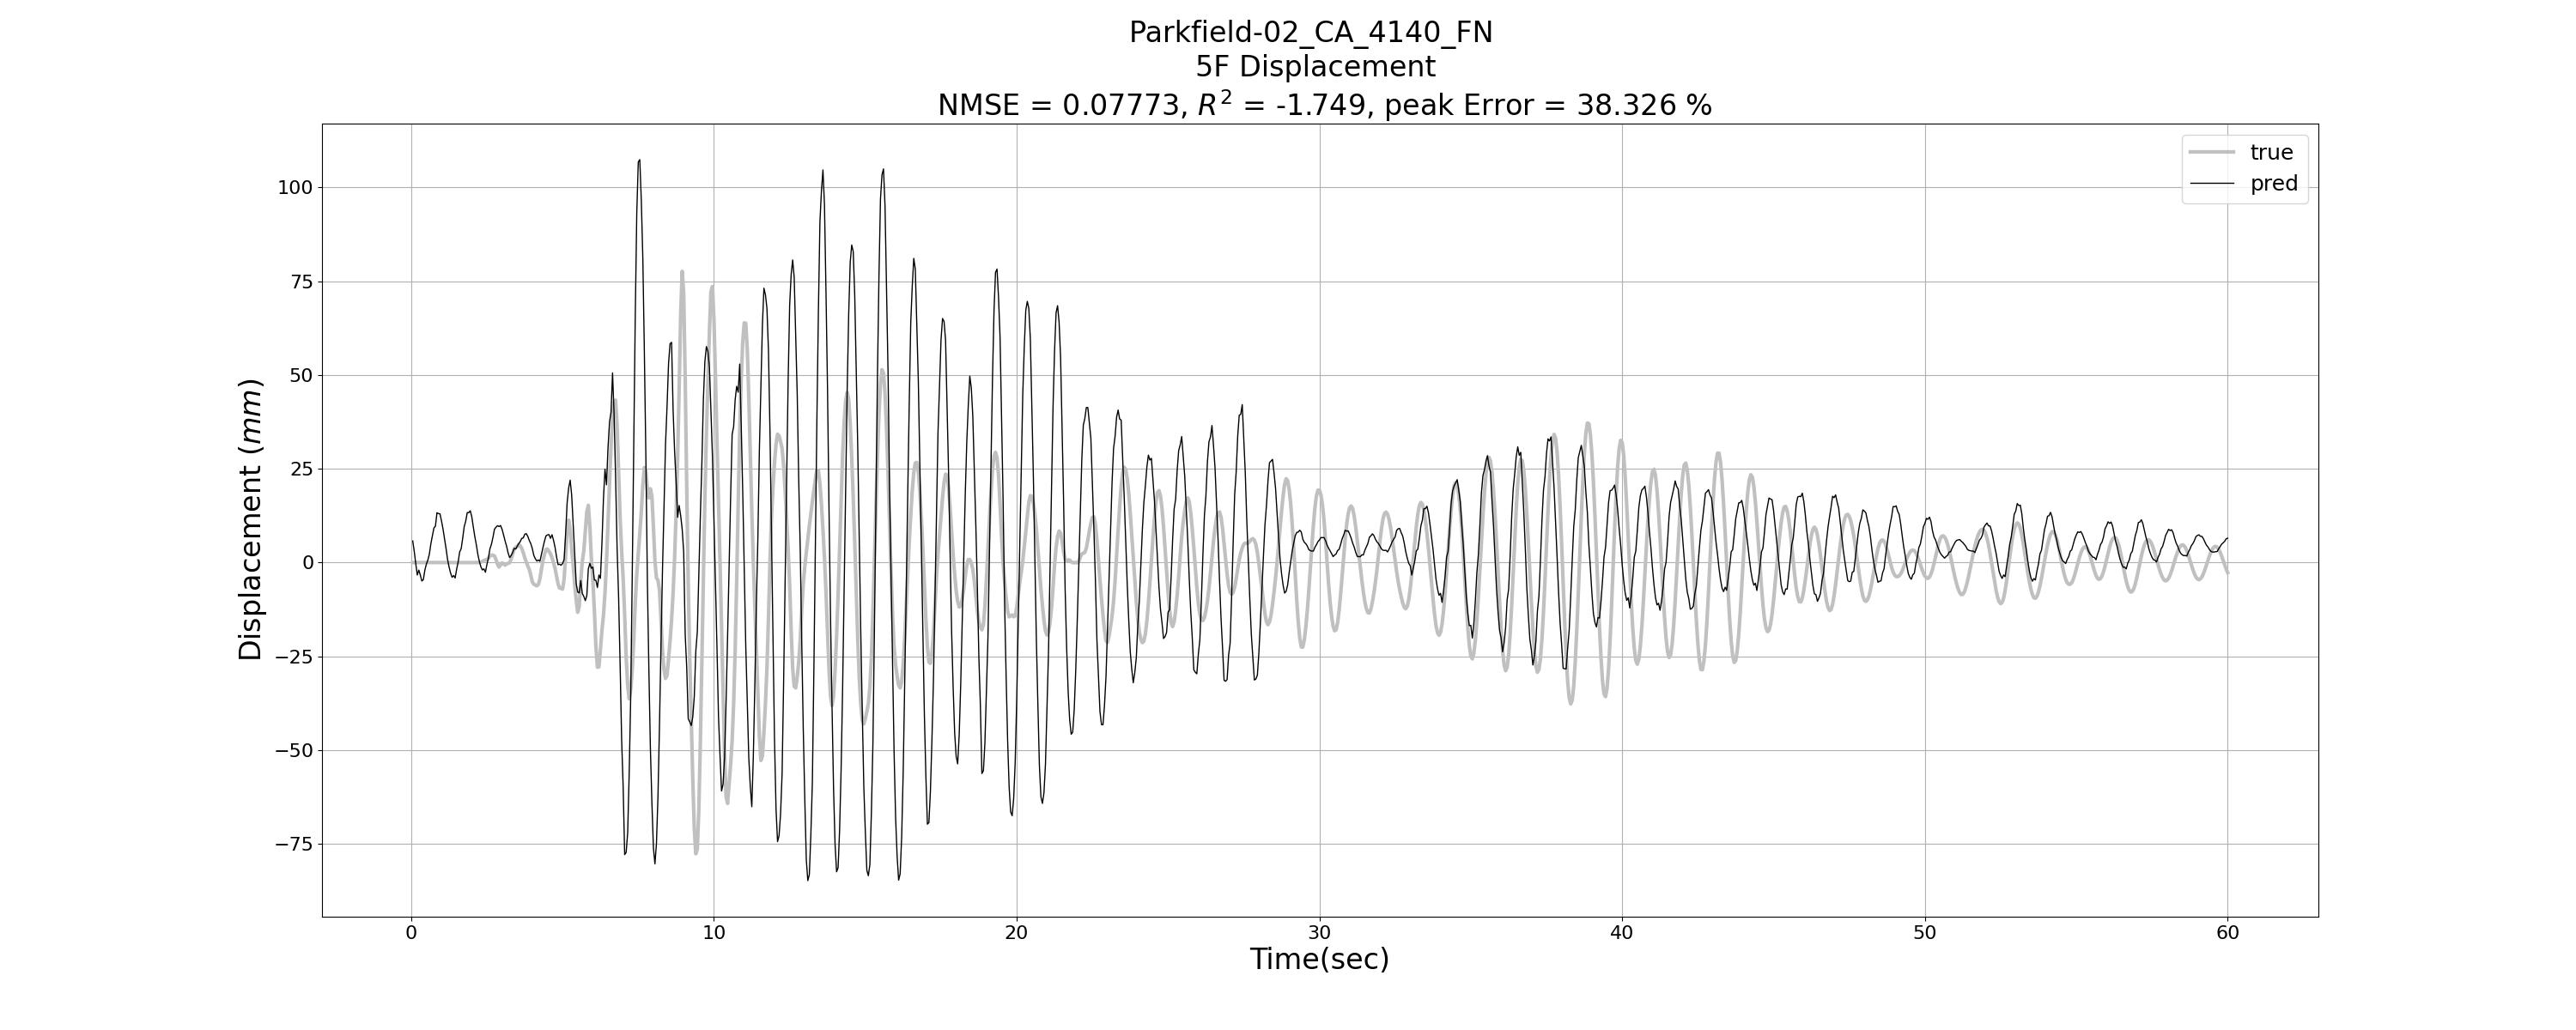 Parkfield-02_CA_4140_FN
5F Displacement
NMSE = 0.07773, R² = -1.749, peak Error = 38.326 %
true
pred
100
75
50
25
0
−25
−50
−75
Displacement (mm)
0 10 20 30 40 50 60
Time(sec)